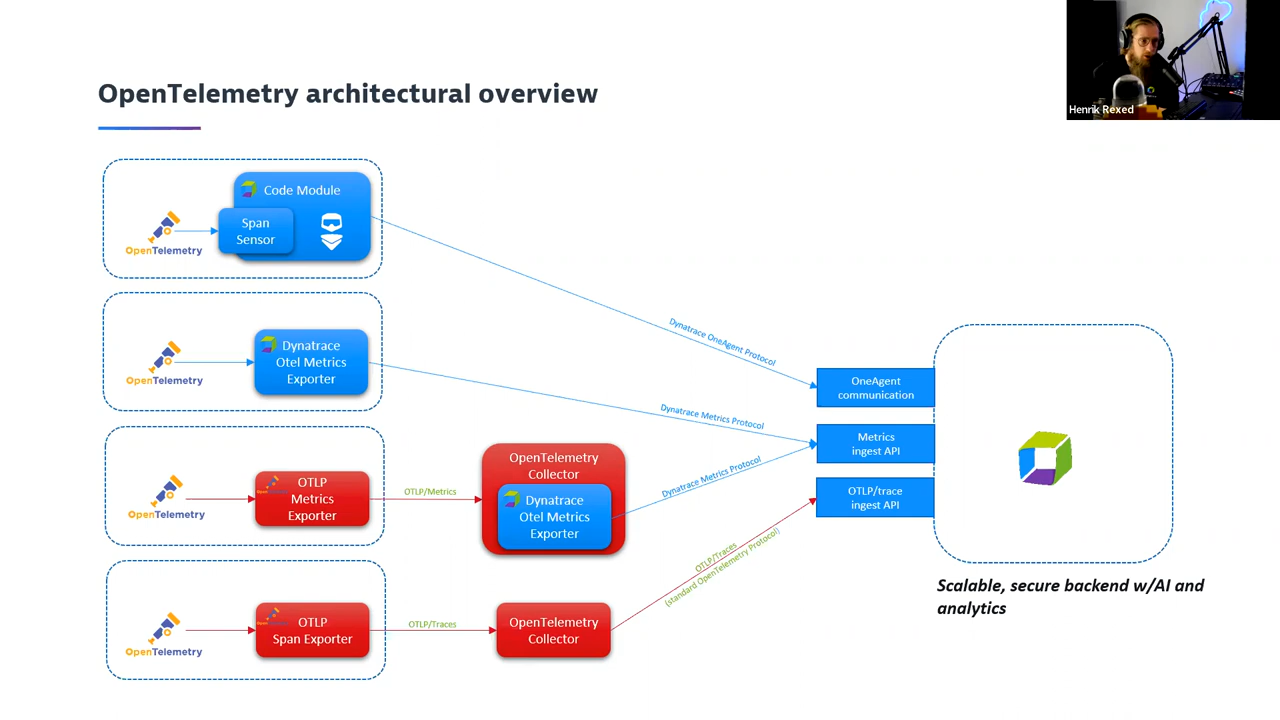 Henrik Rexed
OpenTelemetry architectural overview
Code Module
Span
Sensor
OpenTelemetry
Dynatrace
Otel Metrics
Exporter
OpenTelemetry
OTLP
Metrics
Exporter
OpenTelemetry
OTLP/Metrics
OpenTelemetry
Collector
Dynatrace
Otel Metrics
Exporter
OTLP
Span Exporter
OpenTelemetry
OTLP/Traces
OpenTelemetry
Collector
Dynatrace OneAgent Protocol
Dynatrace Metrics Protocol
Dynatrace Metrics Protocol
OTLP/Traces
(standard OpenTelemetry Protocol)
OneAgent
communication
Metrics
ingest API
OTLP/trace
ingest API
Scalable, secure backend w/AI and
analytics